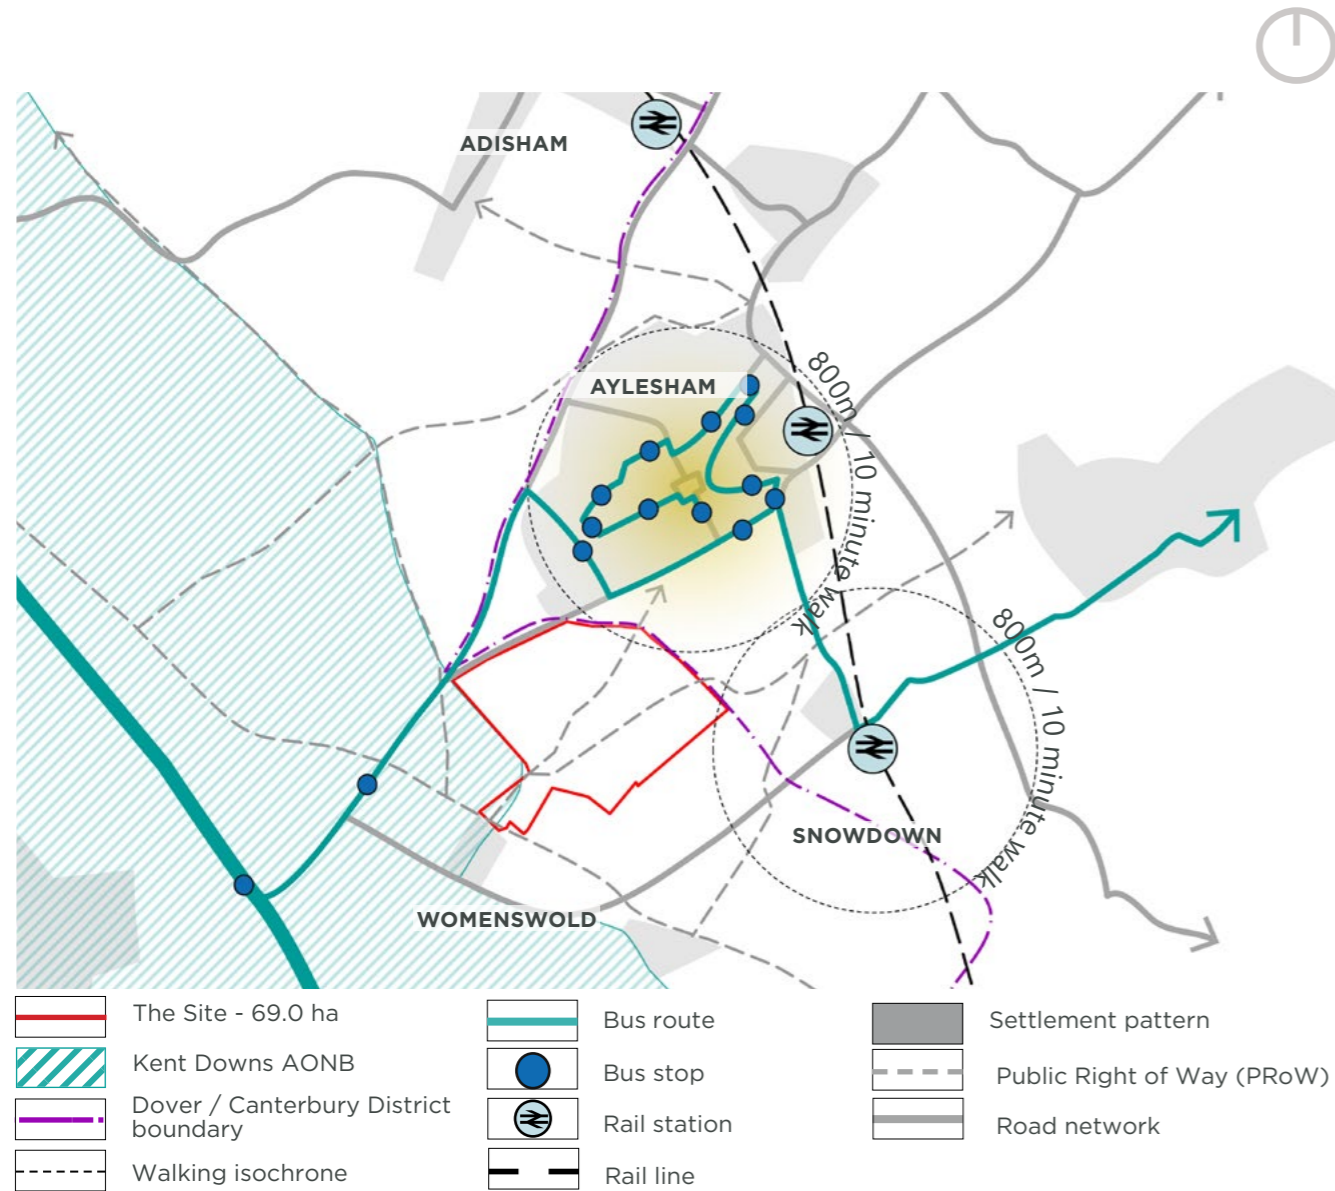 ADISHAM
AYLESHAM
800m / 10 minute walk
800m / 10 minute walk
SNOWDOWN
WOMENSWOLD
The Site - 69.0 ha
Kent Downs AONB
Dover / Canterbury District
boundary
Walking isochrone
Bus route
Bus stop
Rail station
Rail line
Settlement pattern
Public Right of Way (PRoW)
Road network